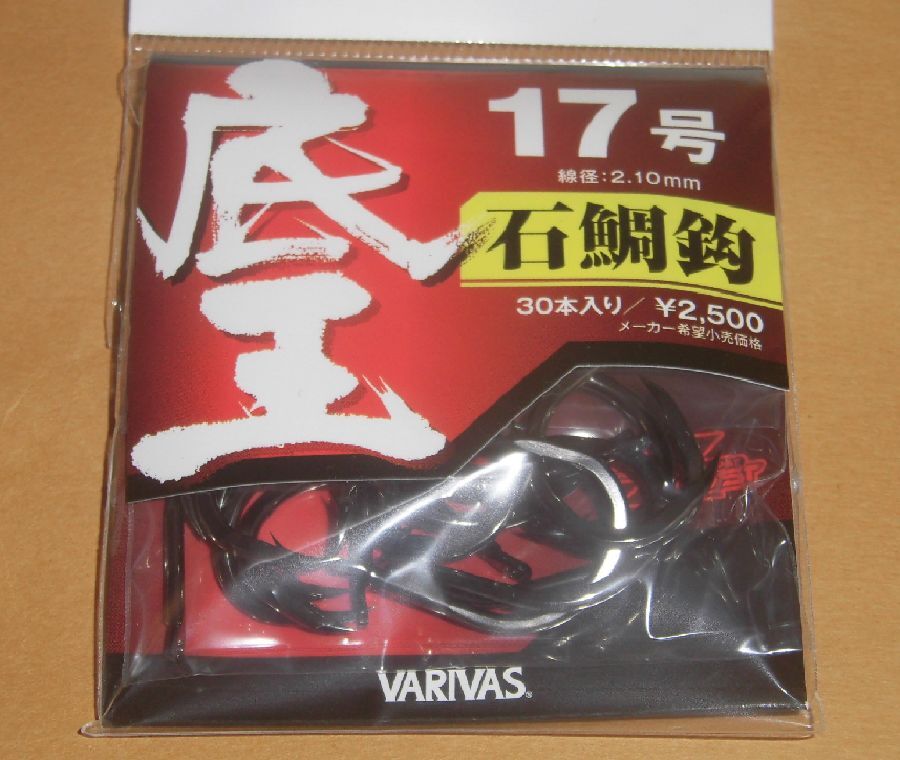 底王
17号
線径:2.10mm
石鯛鈎
30本入り/¥2,500
メーカー希望小売価格
VARIVAS®